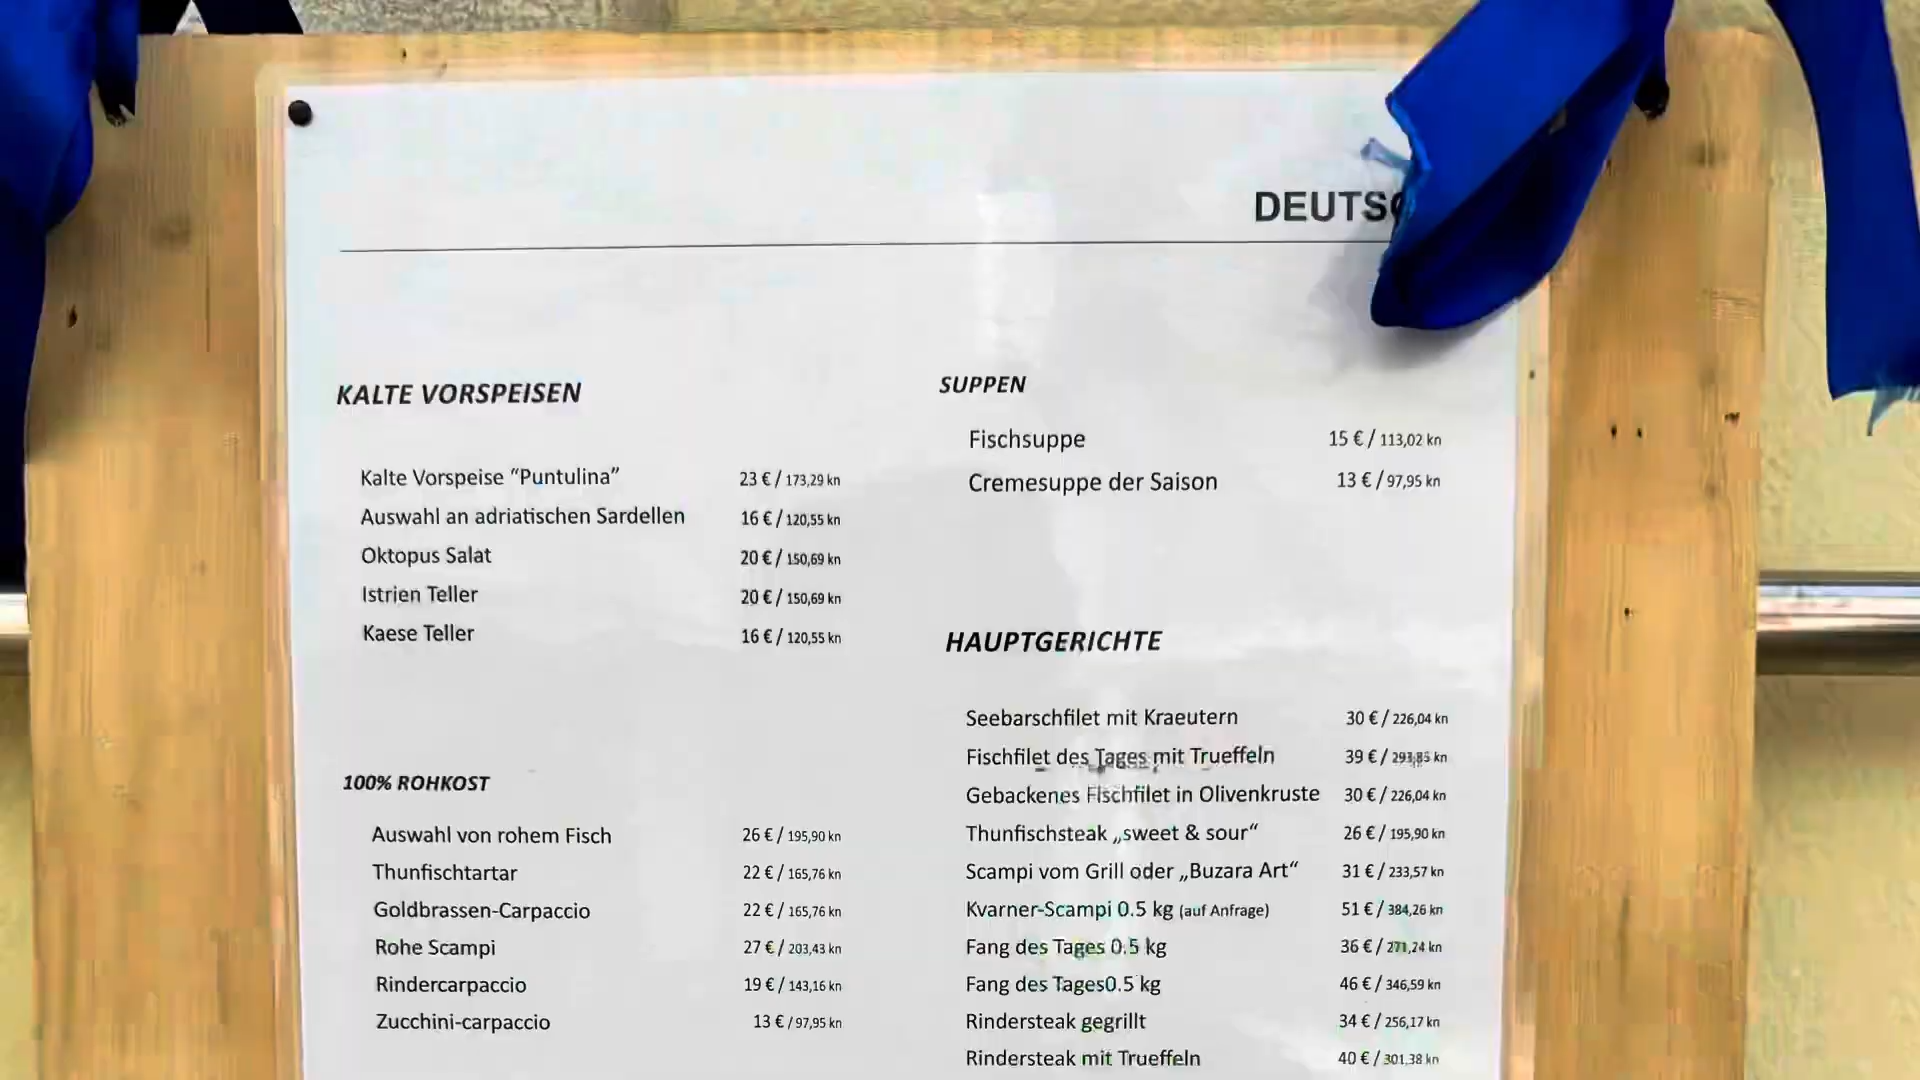 DEUTSC
KALTE VORSPEISEN
Kalte Vorspeise “Puntulina” 23 € / 173,29 kn
Auswahl an adriatischen Sardellen 16 € / 120,55 kn
Oktopus Salat 20 € / 150,69 kn
Istrien Teller 20 € / 150,69 kn
Kaese Teller 16 € / 120,55 kn
100% ROHKOST
Auswahl von rohem Fisch 26 € / 195,90 kn
Thunfischtartar 22 € / 165,76 kn
Goldbrassen-Carpaccio 22 € / 165,76 kn
Rohe Scampi 27 € / 203,43 kn
Rindercarpaccio 19 € / 143,16 kn
Zucchini-carpaccio 13 € / 97,95 kn
SUPPEN
Fischsuppe 15 € / 113,02 kn
Cremesuppe der Saison 13 € / 97,95 kn
HAUPTGERICHTE
Seebarschfilet mit Kraeutern 30 € / 226,04 kn
Fischfilet des Tages mit Trueffeln 39 € / 293,85 kn
Gebackenes Fischfilet in Olivenkruste 30 € / 226,04 kn
Thunfischsteak „sweet & sour“ 26 € / 195,90 kn
Scampi vom Grill oder „Buzara Art“ 31 € / 233,57 kn
Kvarner-Scampi 0.5 kg (auf Anfrage) 51 € / 384,26 kn
Fang des Tages 0.5 kg 36 € / 271,24 kn
Fang des Tages0.5 kg 46 € / 346,59 kn
Rindersteak gegrillt 34 € / 256,17 kn
Rindersteak mit Trueffeln 40 € / 301,38 kn